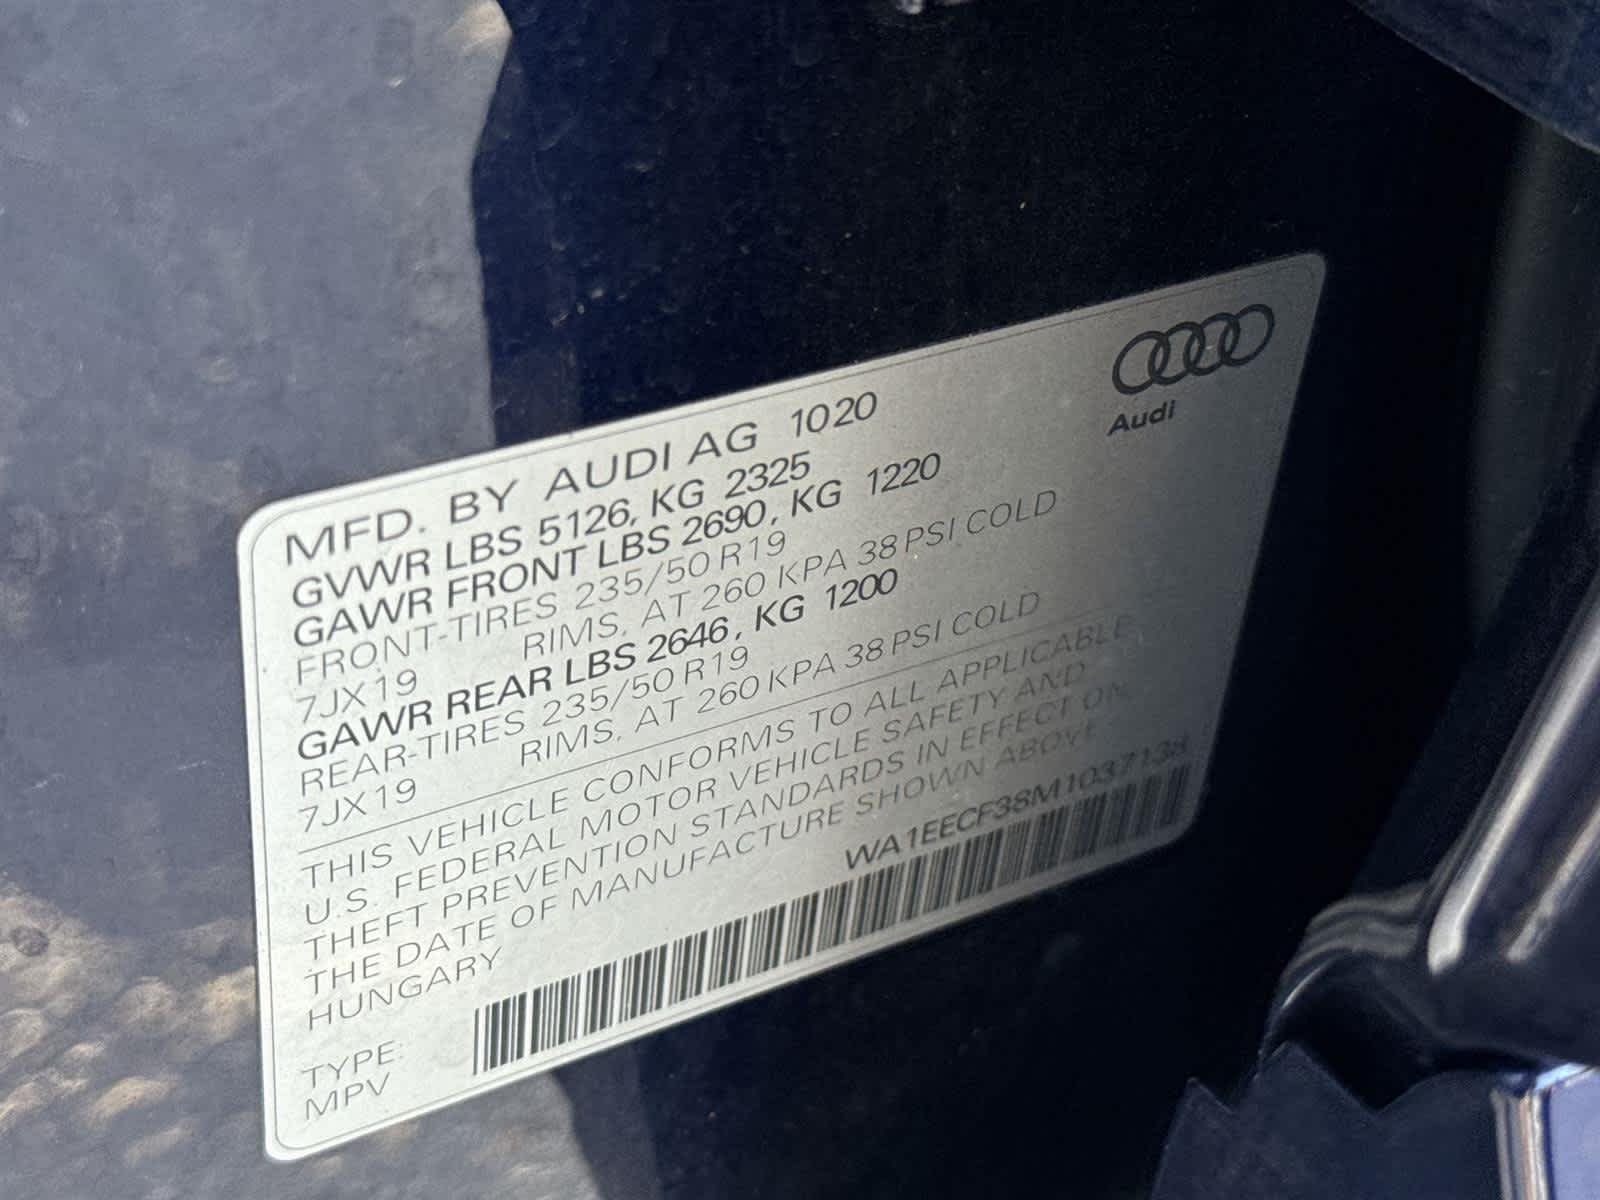 Audi
MFD. BY AUDI AG 1020
GVWR LBS 5126, KG 2325
GAWR FRONT LBS 2690, KG 1220
FRONT-TIRES 235/50 R19
7JX19 RIMS, AT 260 KPA 38 PSI COLD
GAWR REAR LBS 2646, KG 1200
REAR-TIRES 235/50 R19
7JX19 RIMS, AT 260 KPA 38 PSI COLD
THIS VEHICLE CONFORMS TO ALL APPLICABLE
U.S. FEDERAL MOTOR VEHICLE SAFETY AND
THEFT PREVENTION STANDARDS IN EFFECT ON
THE DATE OF MANUFACTURE SHOWN ABOVE
HUNGARY
WA1EECF38M1037138
TYPE:
MPV